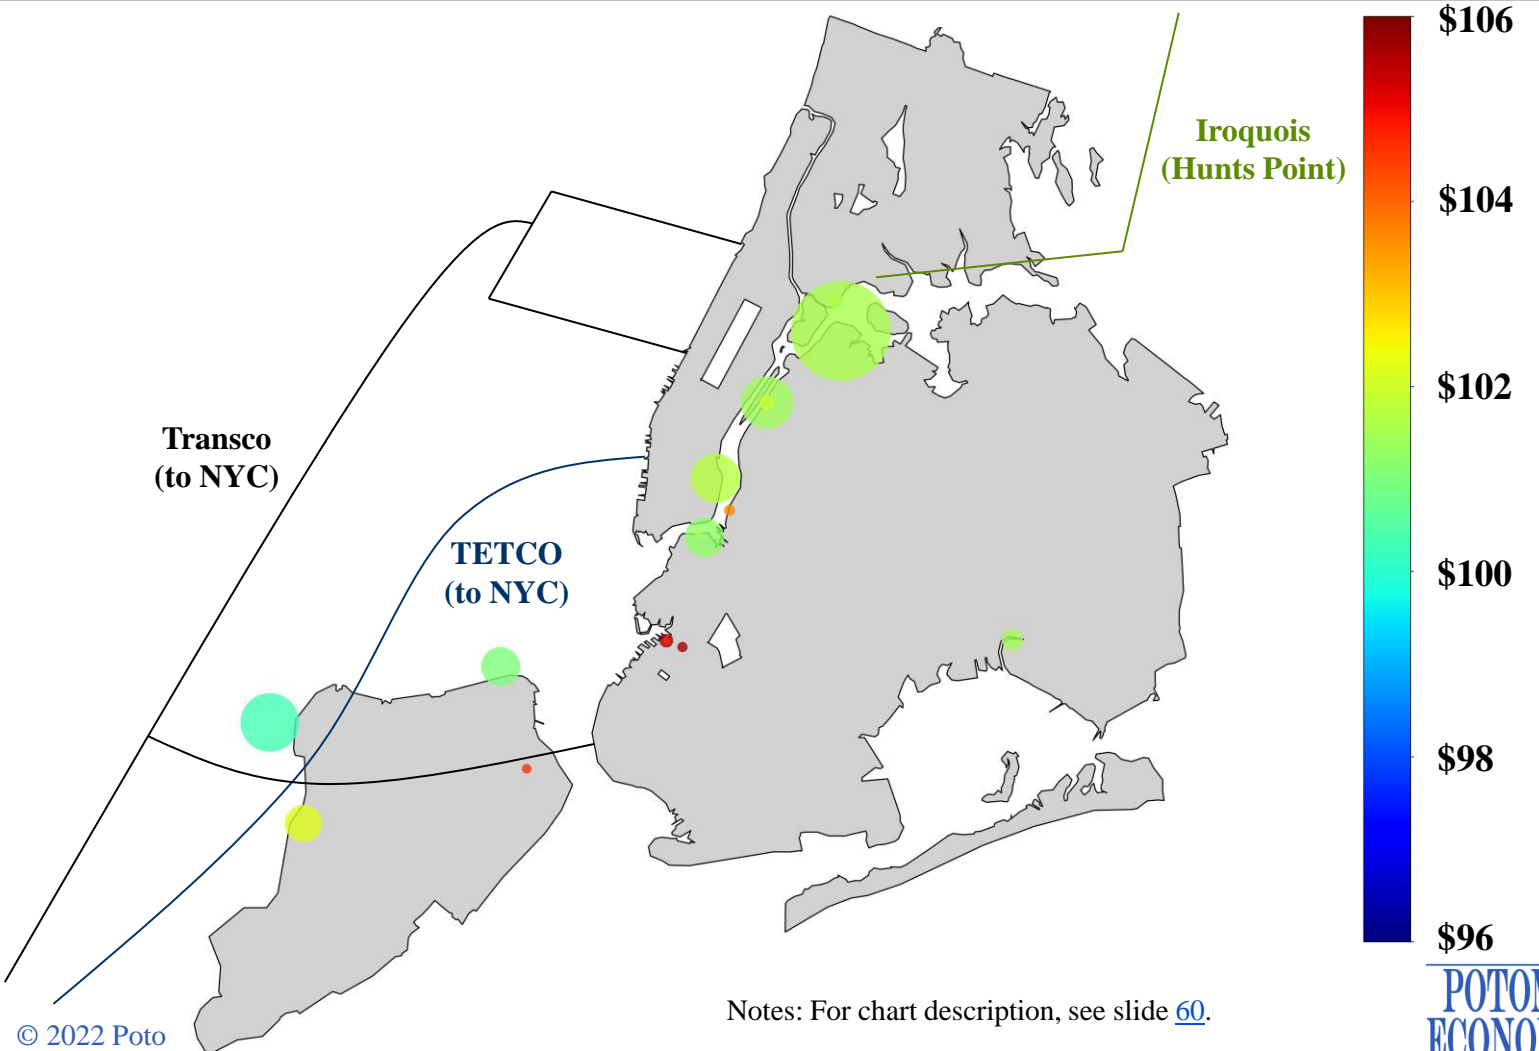 $106
Iroquois
(Hunts Point)
$104
$102
Transco
(to NYC)
TETCO
(to NYC)
$100
$98
$96
Notes: For chart description, see slide 60.
© 2022 Poto